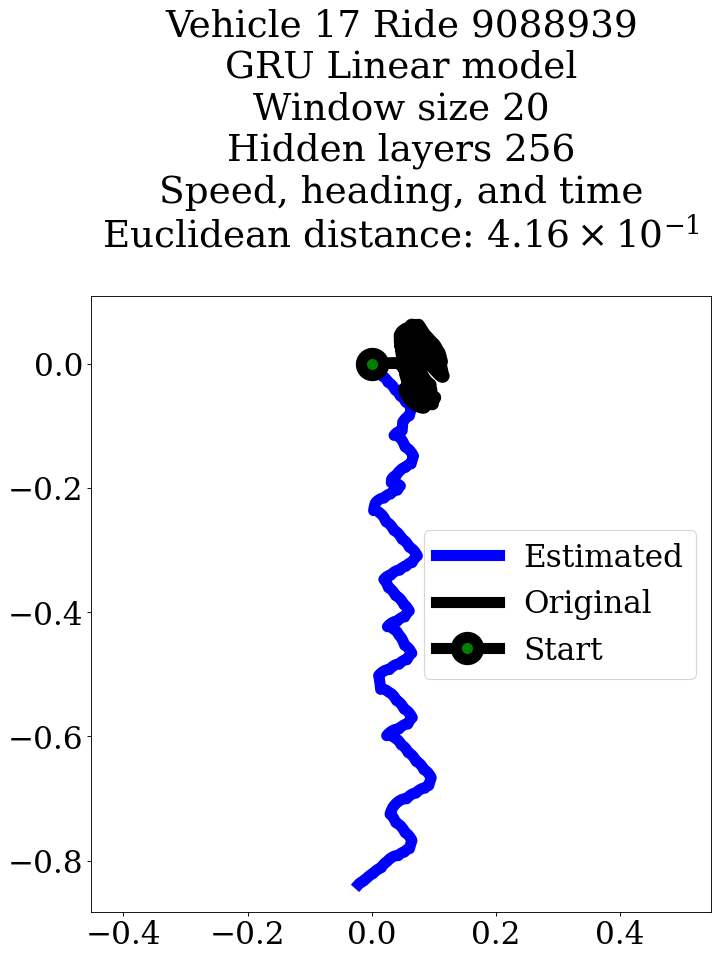 Vehicle 17 Ride 9088939
GRU Linear model
Window size 20
Hidden layers 256
Speed, heading, and time
Euclidean distance: 4.16 × 10⁻¹
0.0
−0.2
−0.4
−0.6
−0.8
Estimated
Original
Start
−0.4 −0.2 0.0 0.2 0.4